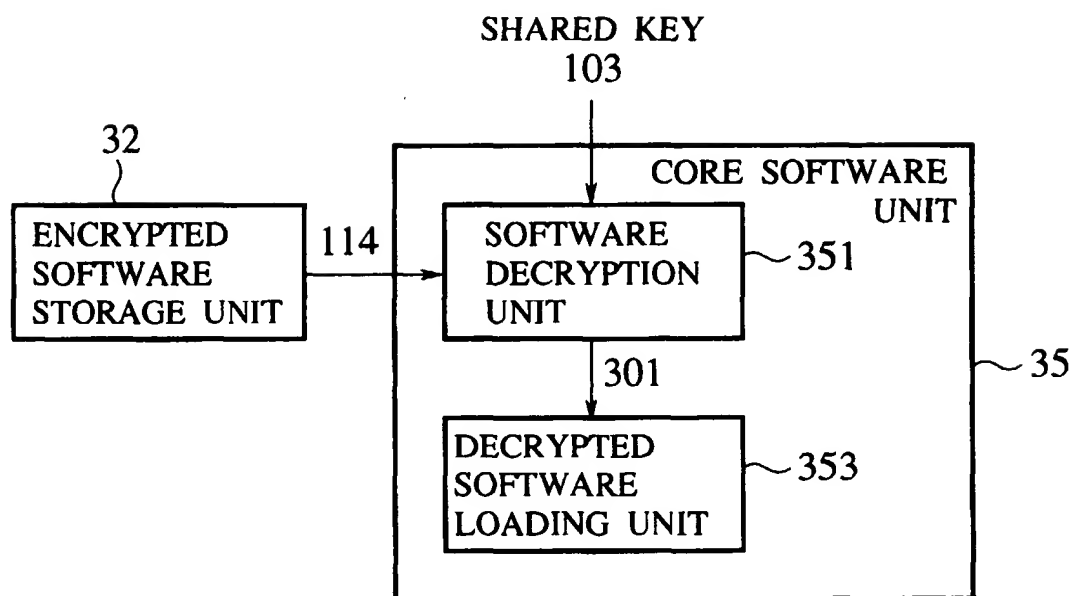 SHARED KEY
103
32
CORE SOFTWARE
UNIT
ENCRYPTED
SOFTWARE
STORAGE UNIT
114
SOFTWARE
DECRYPTION
UNIT
351
301
35
DECRYPTED
SOFTWARE
LOADING UNIT
353